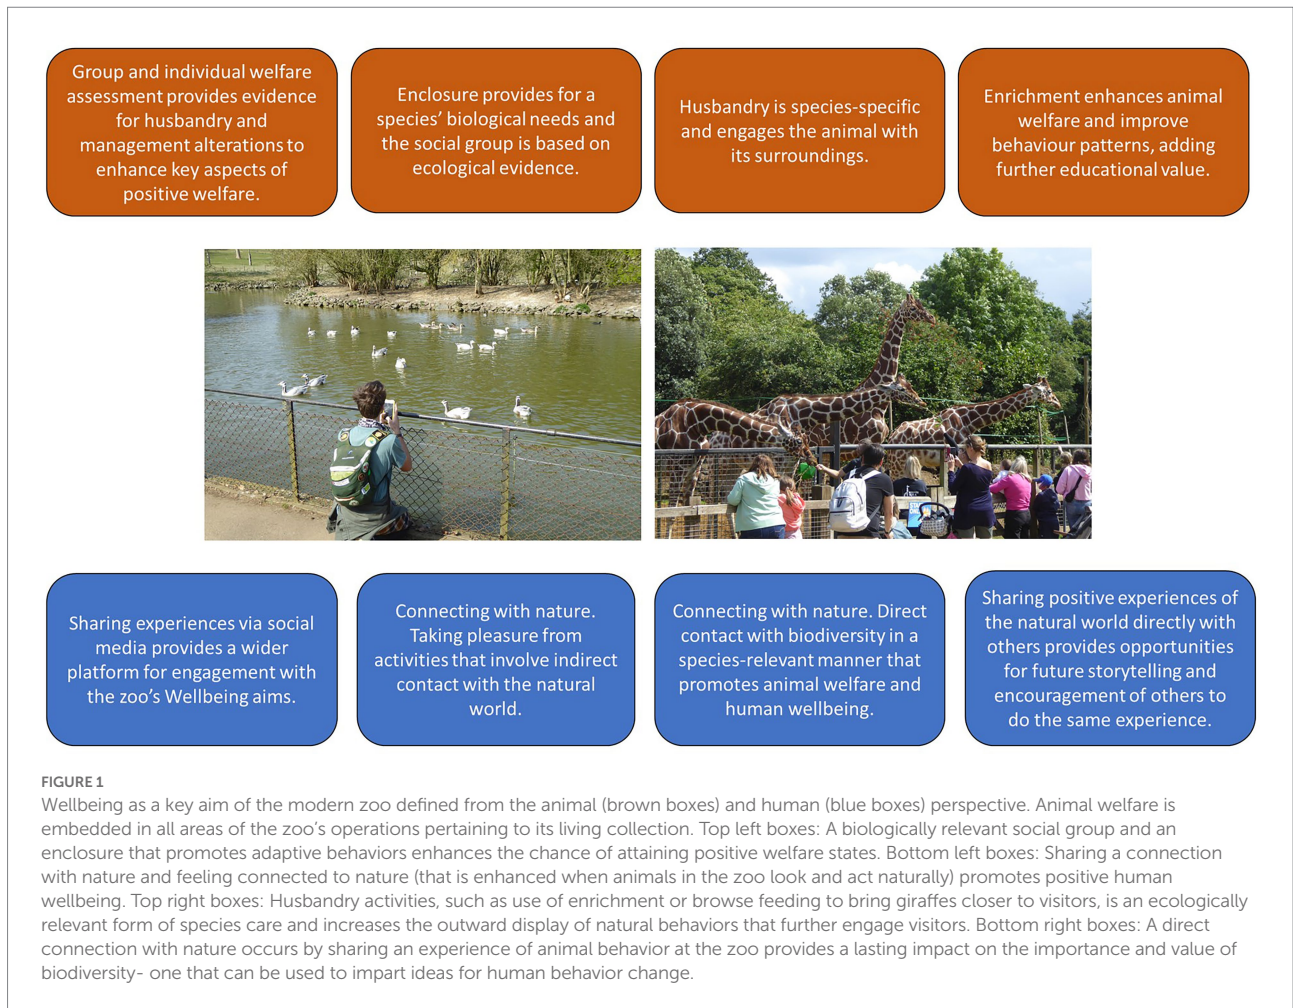 Group and individual welfare
assessment provides evidence
for husbandry and
management alterations to
enhance key aspects of
positive welfare.
Enclosure provides for a
species’ biological needs and
the social group is based on
ecological evidence.
Husbandry is species-specific
and engages the animal with
its surroundings.
Enrichment enhances animal
welfare and improve
behaviour patterns, adding
further educational value.
Sharing experiences via social
media provides a wider
platform for engagement with
the zoo’s Wellbeing aims.
Connecting with nature.
Taking pleasure from
activities that involve indirect
contact with the natural
world.
Connecting with nature. Direct
contact with biodiversity in a
species-relevant manner that
promotes animal welfare and
human wellbeing.
Sharing positive experiences of
the natural world directly with
others provides opportunities
for future storytelling and
encouragement of others to
do the same experience.
FIGURE 1
Wellbeing as a key aim of the modern zoo defined from the animal (brown boxes) and human (blue boxes) perspective. Animal welfare is
embedded in all areas of the zoo’s operations pertaining to its living collection. Top left boxes: A biologically relevant social group and an
enclosure that promotes adaptive behaviors enhances the chance of attaining positive welfare states. Bottom left boxes: Sharing a connection
with nature and feeling connected to nature (that is enhanced when animals in the zoo look and act naturally) promotes positive human
wellbeing. Top right boxes: Husbandry activities, such as use of enrichment or browse feeding to bring giraffes closer to visitors, is an ecologically
relevant form of species care and increases the outward display of natural behaviors that further engage visitors. Bottom right boxes: A direct
connection with nature occurs by sharing an experience of animal behavior at the zoo provides a lasting impact on the importance and value of
biodiversity- one that can be used to impart ideas for human behavior change.